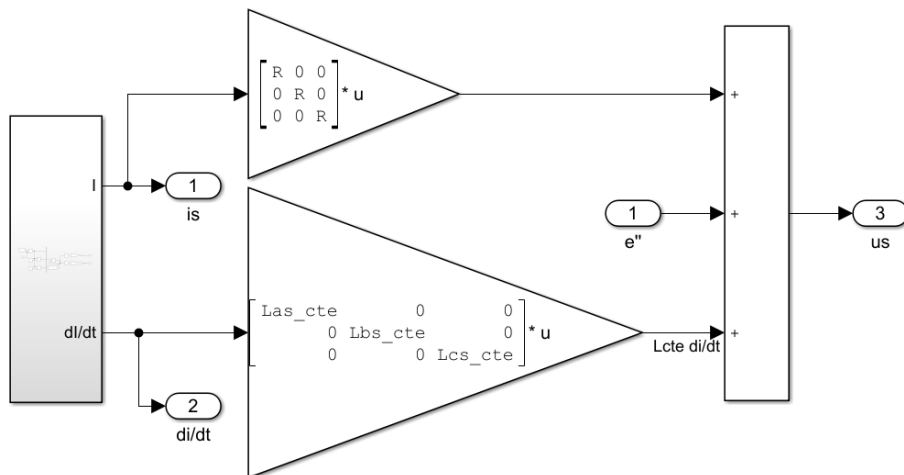 R 0 0
0 R 0 * u
0 0 R
+
I
1
is
1
e"
+
3
us
Las_cte 0 0
dI/dt
0 Lbs_cte 0 * u
0 0 Lcs_cte
+
Lcte di/dt
2
di/dt